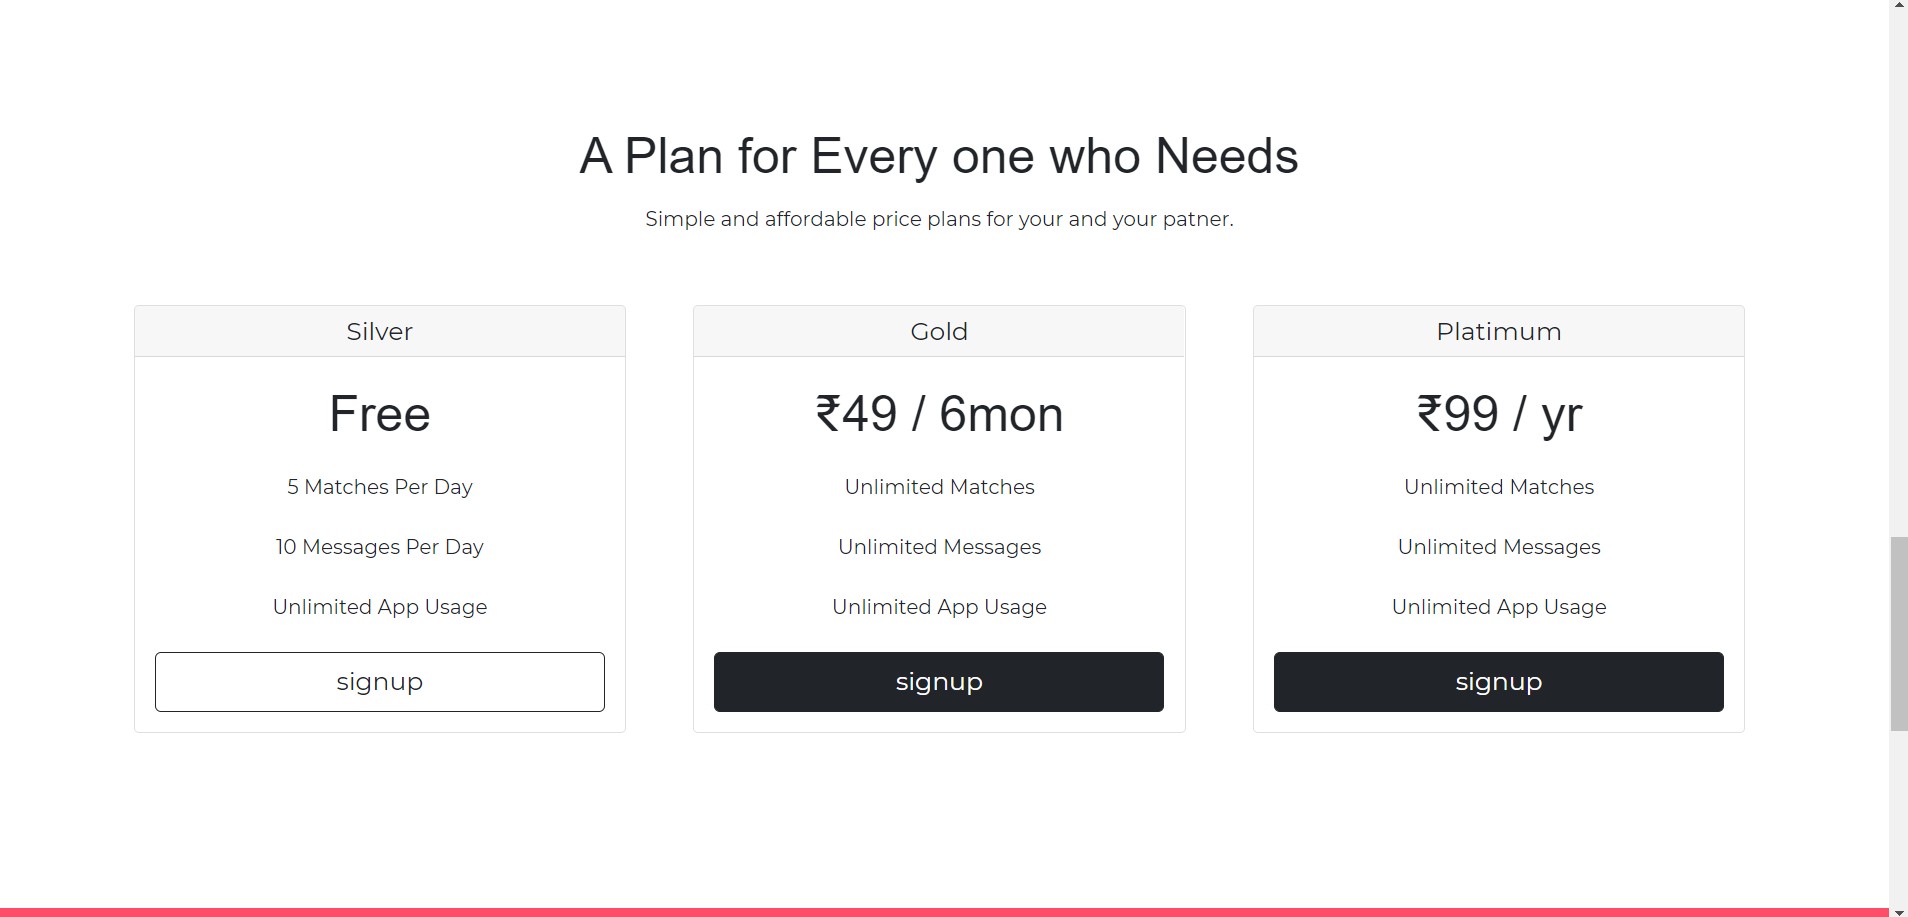 A Plan for Every one who Needs
Simple and affordable price plans for your and your patner.
Silver
Free
5 Matches Per Day
10 Messages Per Day
Unlimited App Usage
signup
Gold
₹49 / 6mon
Unlimited Matches
Unlimited Messages
Unlimited App Usage
signup
Platimum
₹99 / yr
Unlimited Matches
Unlimited Messages
Unlimited App Usage
signup